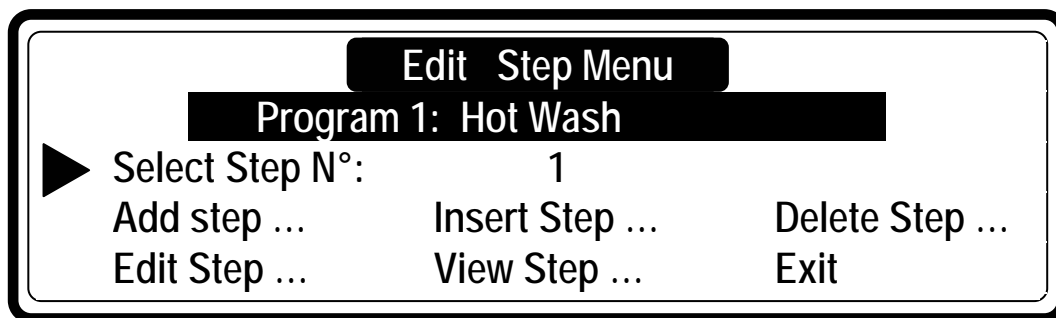 Edit Step Menu
Program 1: Hot Wash
Select Step N°: 1
Add step ... Insert Step ... Delete Step ...
Edit Step ... View Step ... Exit